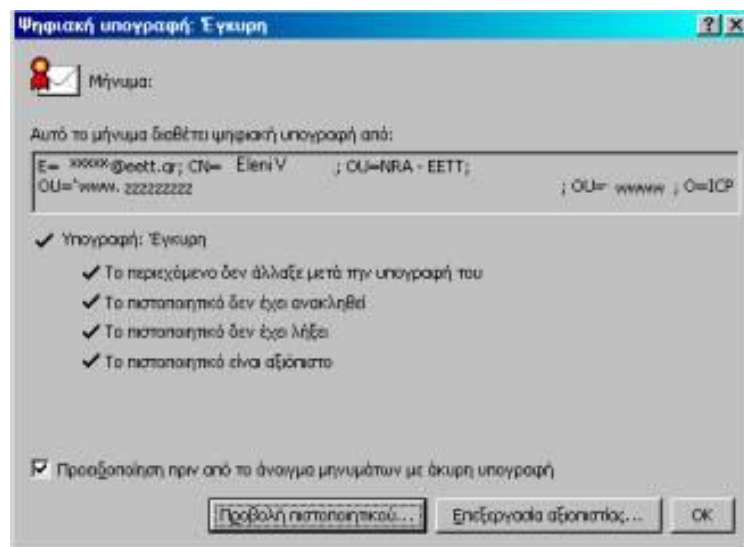 Ψηφιακή υπογραφή: Έγκυρη
Μήνυμα:
Αυτό το μήνυμα διαθέτει ψηφιακή υπογραφή από:
E= xxxxxx@eett.gr; CN= Eleni V ; OU=NRA - EETT;
OU="www. zzzzzzzzz ; OU= wwwww ; O=ICP
Υπογραφή: Έγκυρη
Το περιεχόμενο δεν άλλαξε μετά την υπογραφή του
Το πιστοποιητικό δεν έχει ανακληθεί
Το πιστοποιητικό δεν έχει λήξει
Το πιστοποιητικό είναι αξιόπιστο
Προειδοποίηση πριν από το άνοιγμα μηνυμάτων με άκυρη υπογραφή
Προβολή πιστοποιητικού... Επεξεργασία αξιοπιστίας... OK